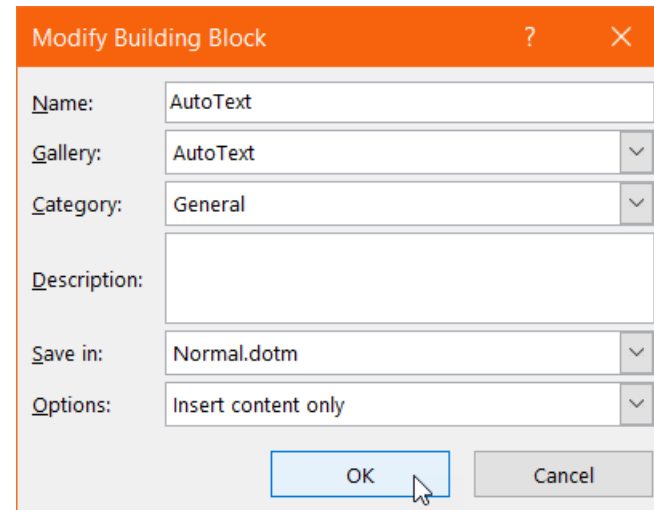 Modify Building Block ? ×
Name: AutoText
Gallery: AutoText
Category: General
Description:
Save in: Normal.dotm
Options: Insert content only
OK Cancel